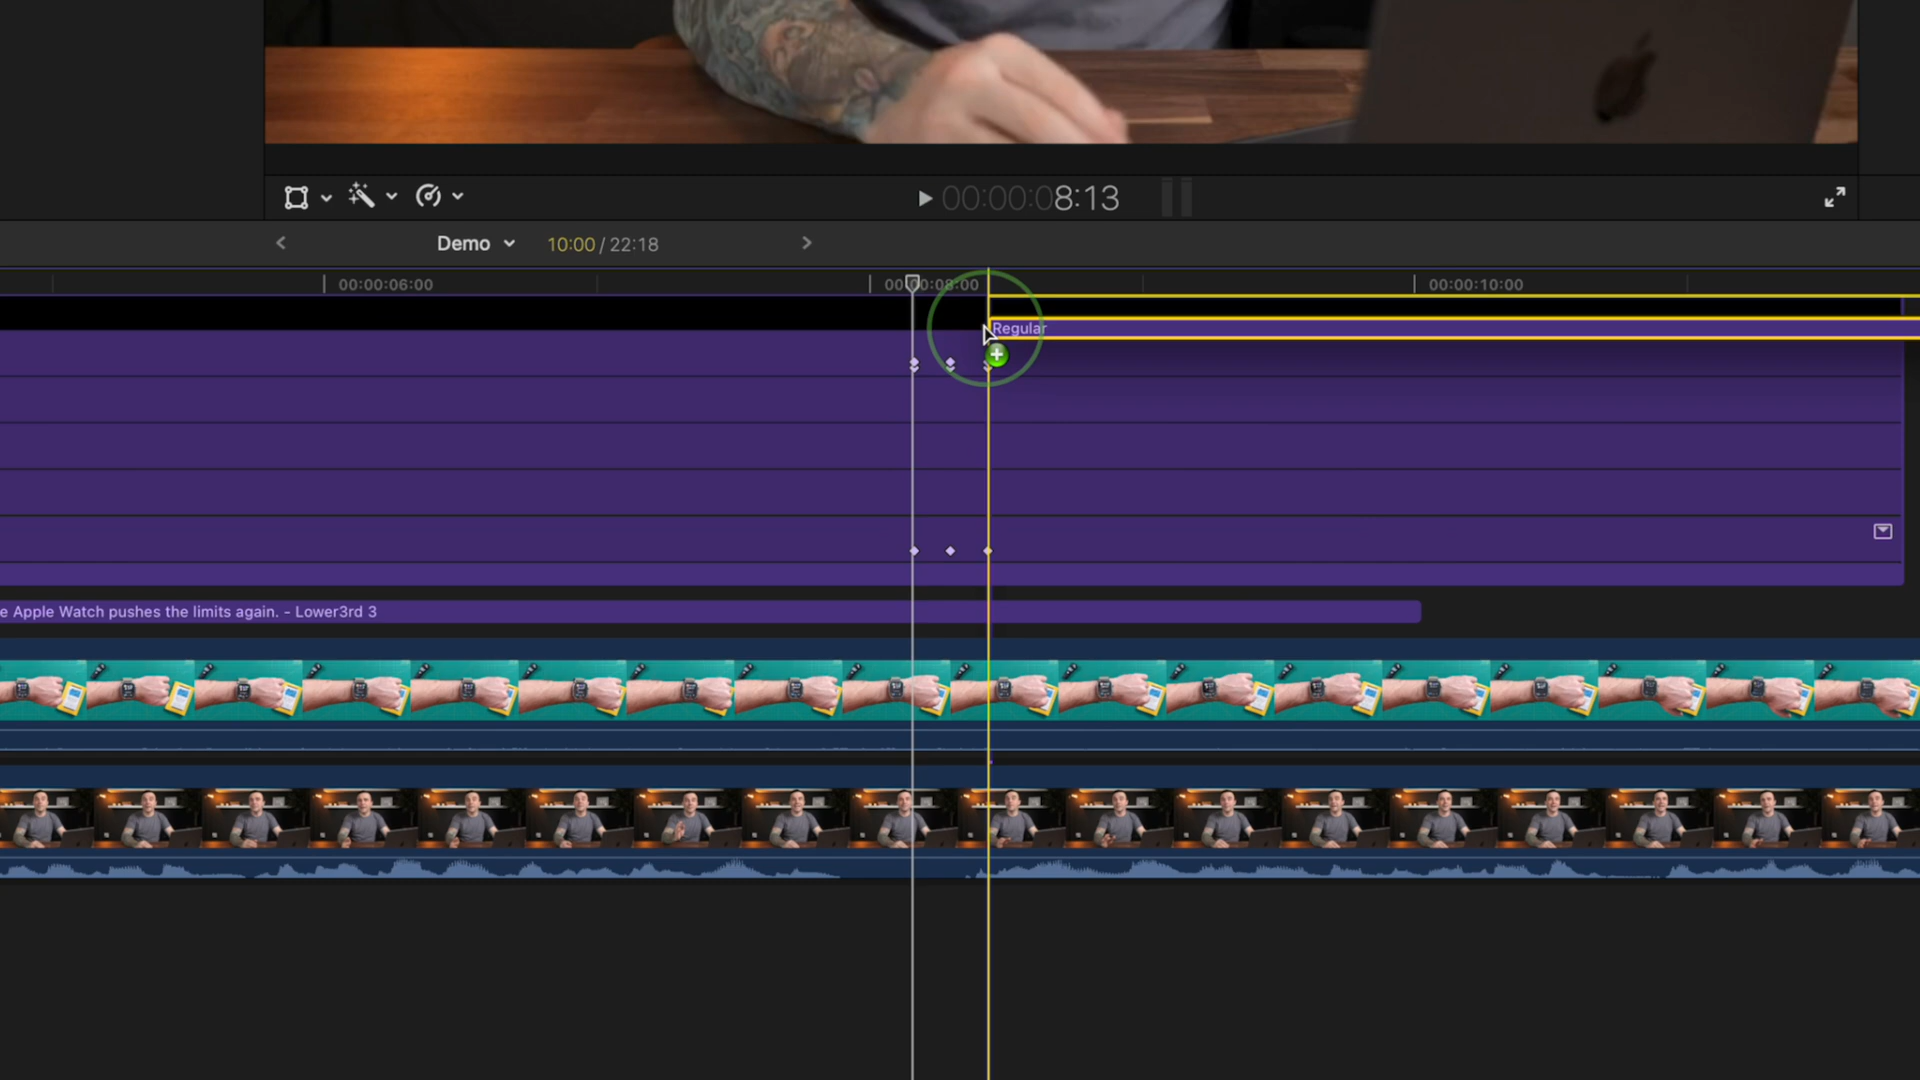 00:00:08:13
Demo
10:00 / 22:18
00:00:06:00
00:00:08:00
00:00:10:00
Regular
e Apple Watch pushes the limits again. - Lower3rd 3